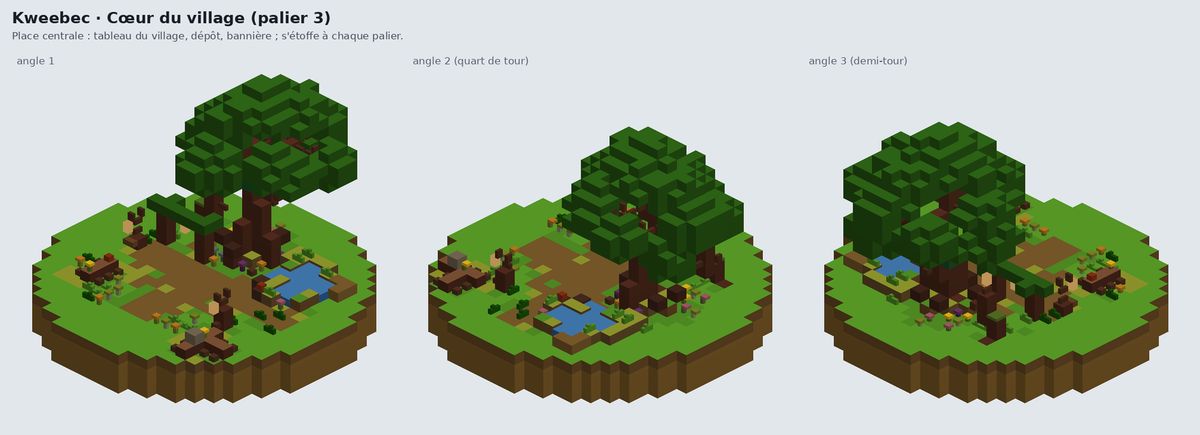 Kweebec · Cœur du village (palier 3)
Place centrale : tableau du village, dépôt, bannière ; s'étoffe à chaque palier.
angle 1
angle 2 (quart de tour)
angle 3 (demi-tour)